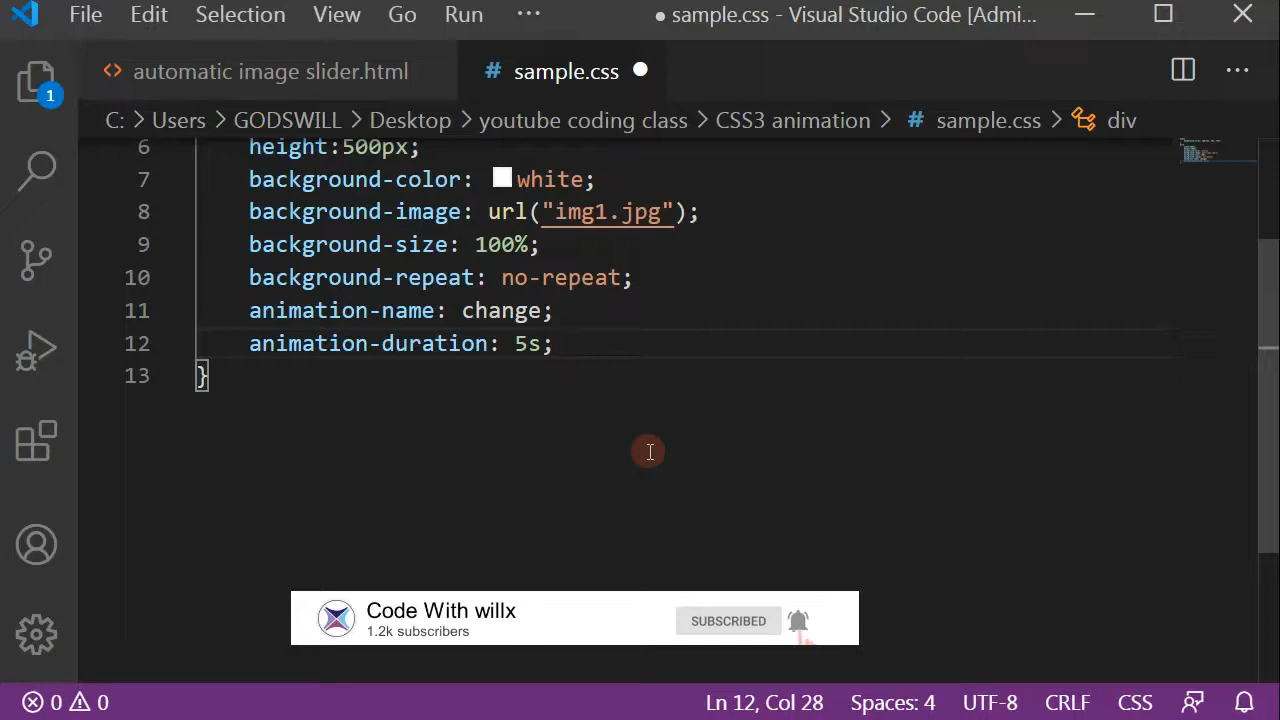 File Edit Selection View Go Run ··· ● sample.css - Visual Studio Code [Admi...
automatic image slider.html # sample.css
1
C: > Users > GODSWILL > Desktop > youtube coding class > CSS3 animation > # sample.css > div
6 height:500px;
7 background-color: white;
8 background-image: url("img1.jpg");
9 background-size: 100%;
10 background-repeat: no-repeat;
11 animation-name: change;
12 animation-duration: 5s;
13 }
Code With willx
1.2k subscribers
SUBSCRIBED
0 0 Ln 12, Col 28 Spaces: 4 UTF-8 CRLF CSS